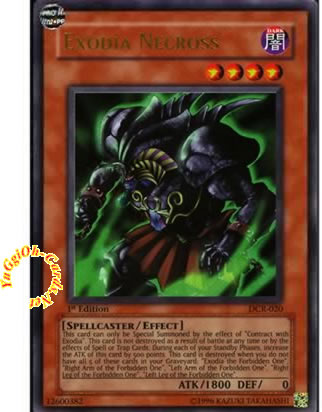 EXODIA NECROSS
DARK
闇
YuGgiOh-Cards.Net
1st Edition
DCR-020
[SPELLCASTER/EFFECT]
This card can only be Special Summoned by the effect of "Contract with
Exodia". This card is not destroyed as a result of battle at any time or by the
effects of Spell or Trap Cards. During each of your Standby Phases, increase
the ATK of this card by 500 points. This card is destroyed when you do not
have all 5 of these cards in your Graveyard: "Exodia the Forbidden One",
"Right Arm of the Forbidden One", "Left Arm of the Forbidden One", "Right
Leg of the Forbidden One", "Left Leg of the Forbidden One".
ATK/1800 DEF/ 0
12600382
©1996 KAZUKI TAKAHASHI